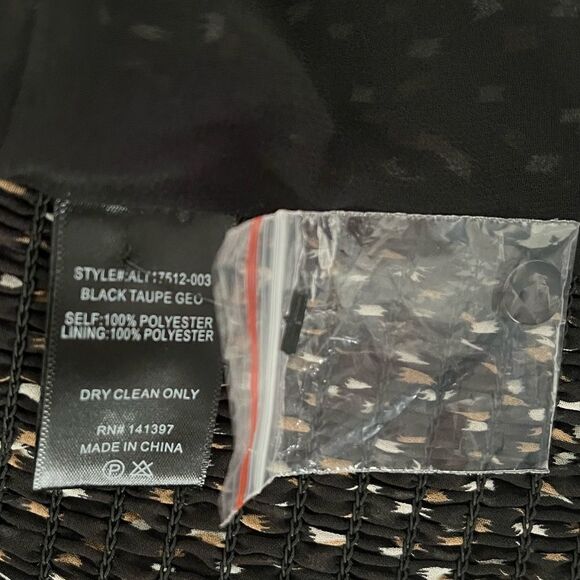 STYLE#:AL117512-003
BLACK TAUPE GEO
SELF:100% POLYESTER
LINING:100% POLYESTER
DRY CLEAN ONLY
RN# 141397
MADE IN CHINA
P